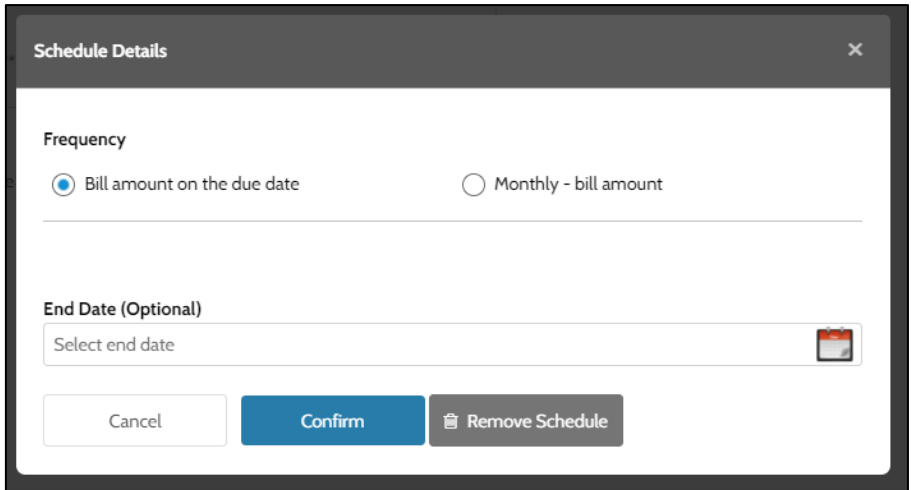 Schedule Details ×
Frequency
Bill amount on the due date Monthly - bill amount
End Date (Optional)
Select end date
Cancel Confirm Remove Schedule